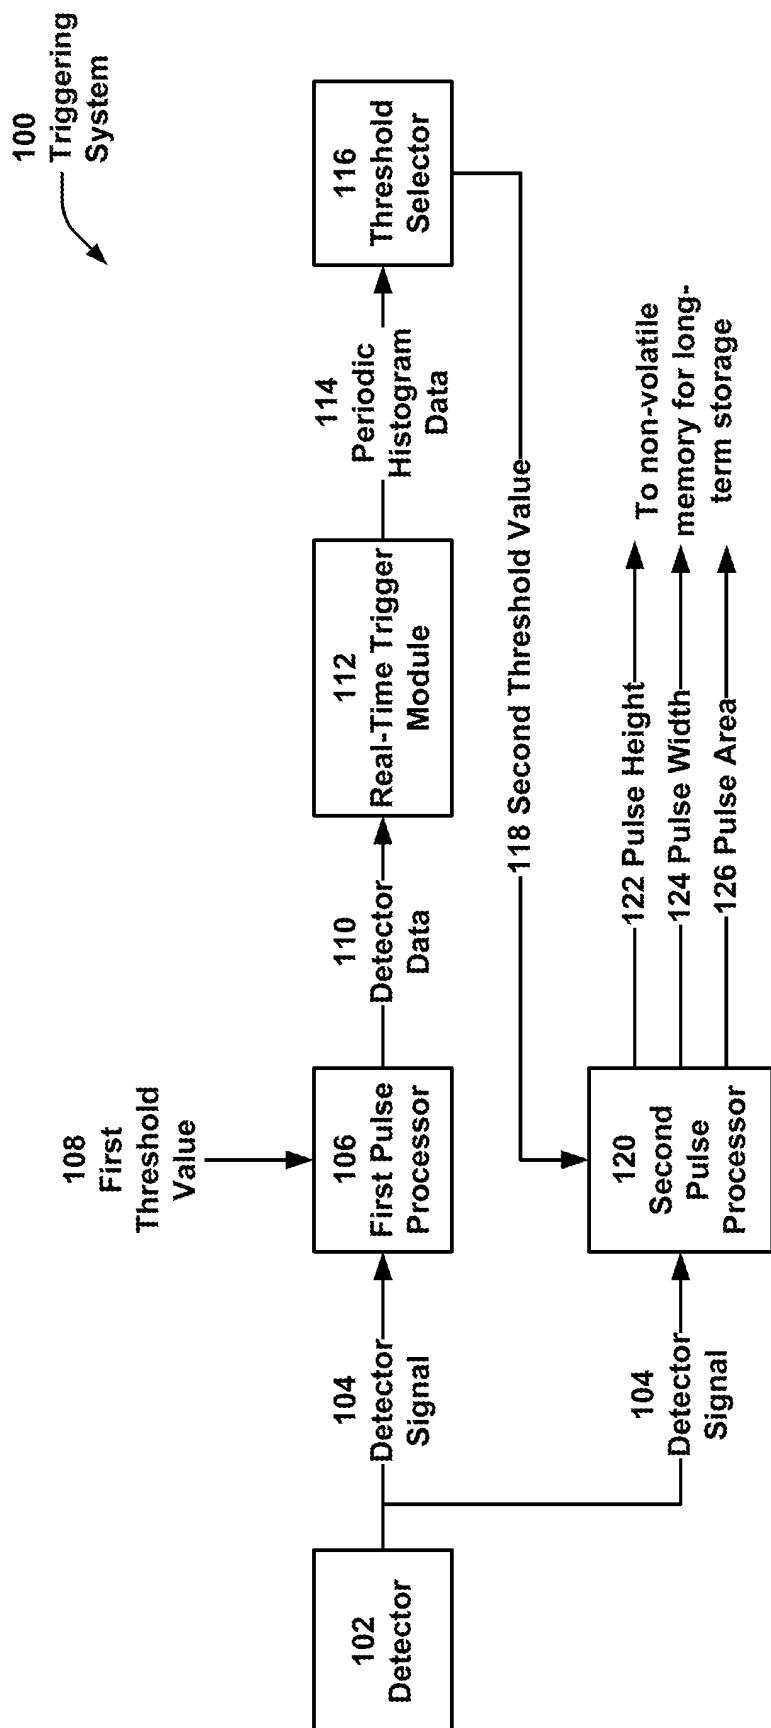 100
Triggering
System
108
First
Threshold
Value
102
Detector
104
Detector
Signal
106
First Pulse
Processor
110
Detector
Data
112
Real-Time Trigger
Module
114
Periodic
Histogram
Data
116
Threshold
Selector
118 Second Threshold Value
104
Detector
Signal
120
Second
Pulse
Processor
122 Pulse Height
124 Pulse Width
126 Pulse Area
To non-volatile
memory for long-
term storage